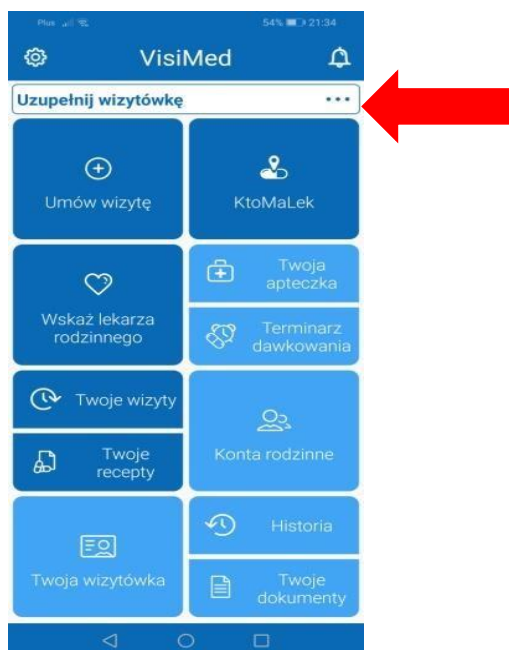 Plus 54% 21:34
VisiMed
Uzupełnij wizytówkę ...
Umów wizytę
KtoMaLek
Wskaż lekarza
rodzinnego
Twoja
apteczka
Terminarz
dawkowania
Twoje wizyty
Twoje
recepty
Konta rodzinne
Twoja wizytówka
Historia
Twoje
dokumenty